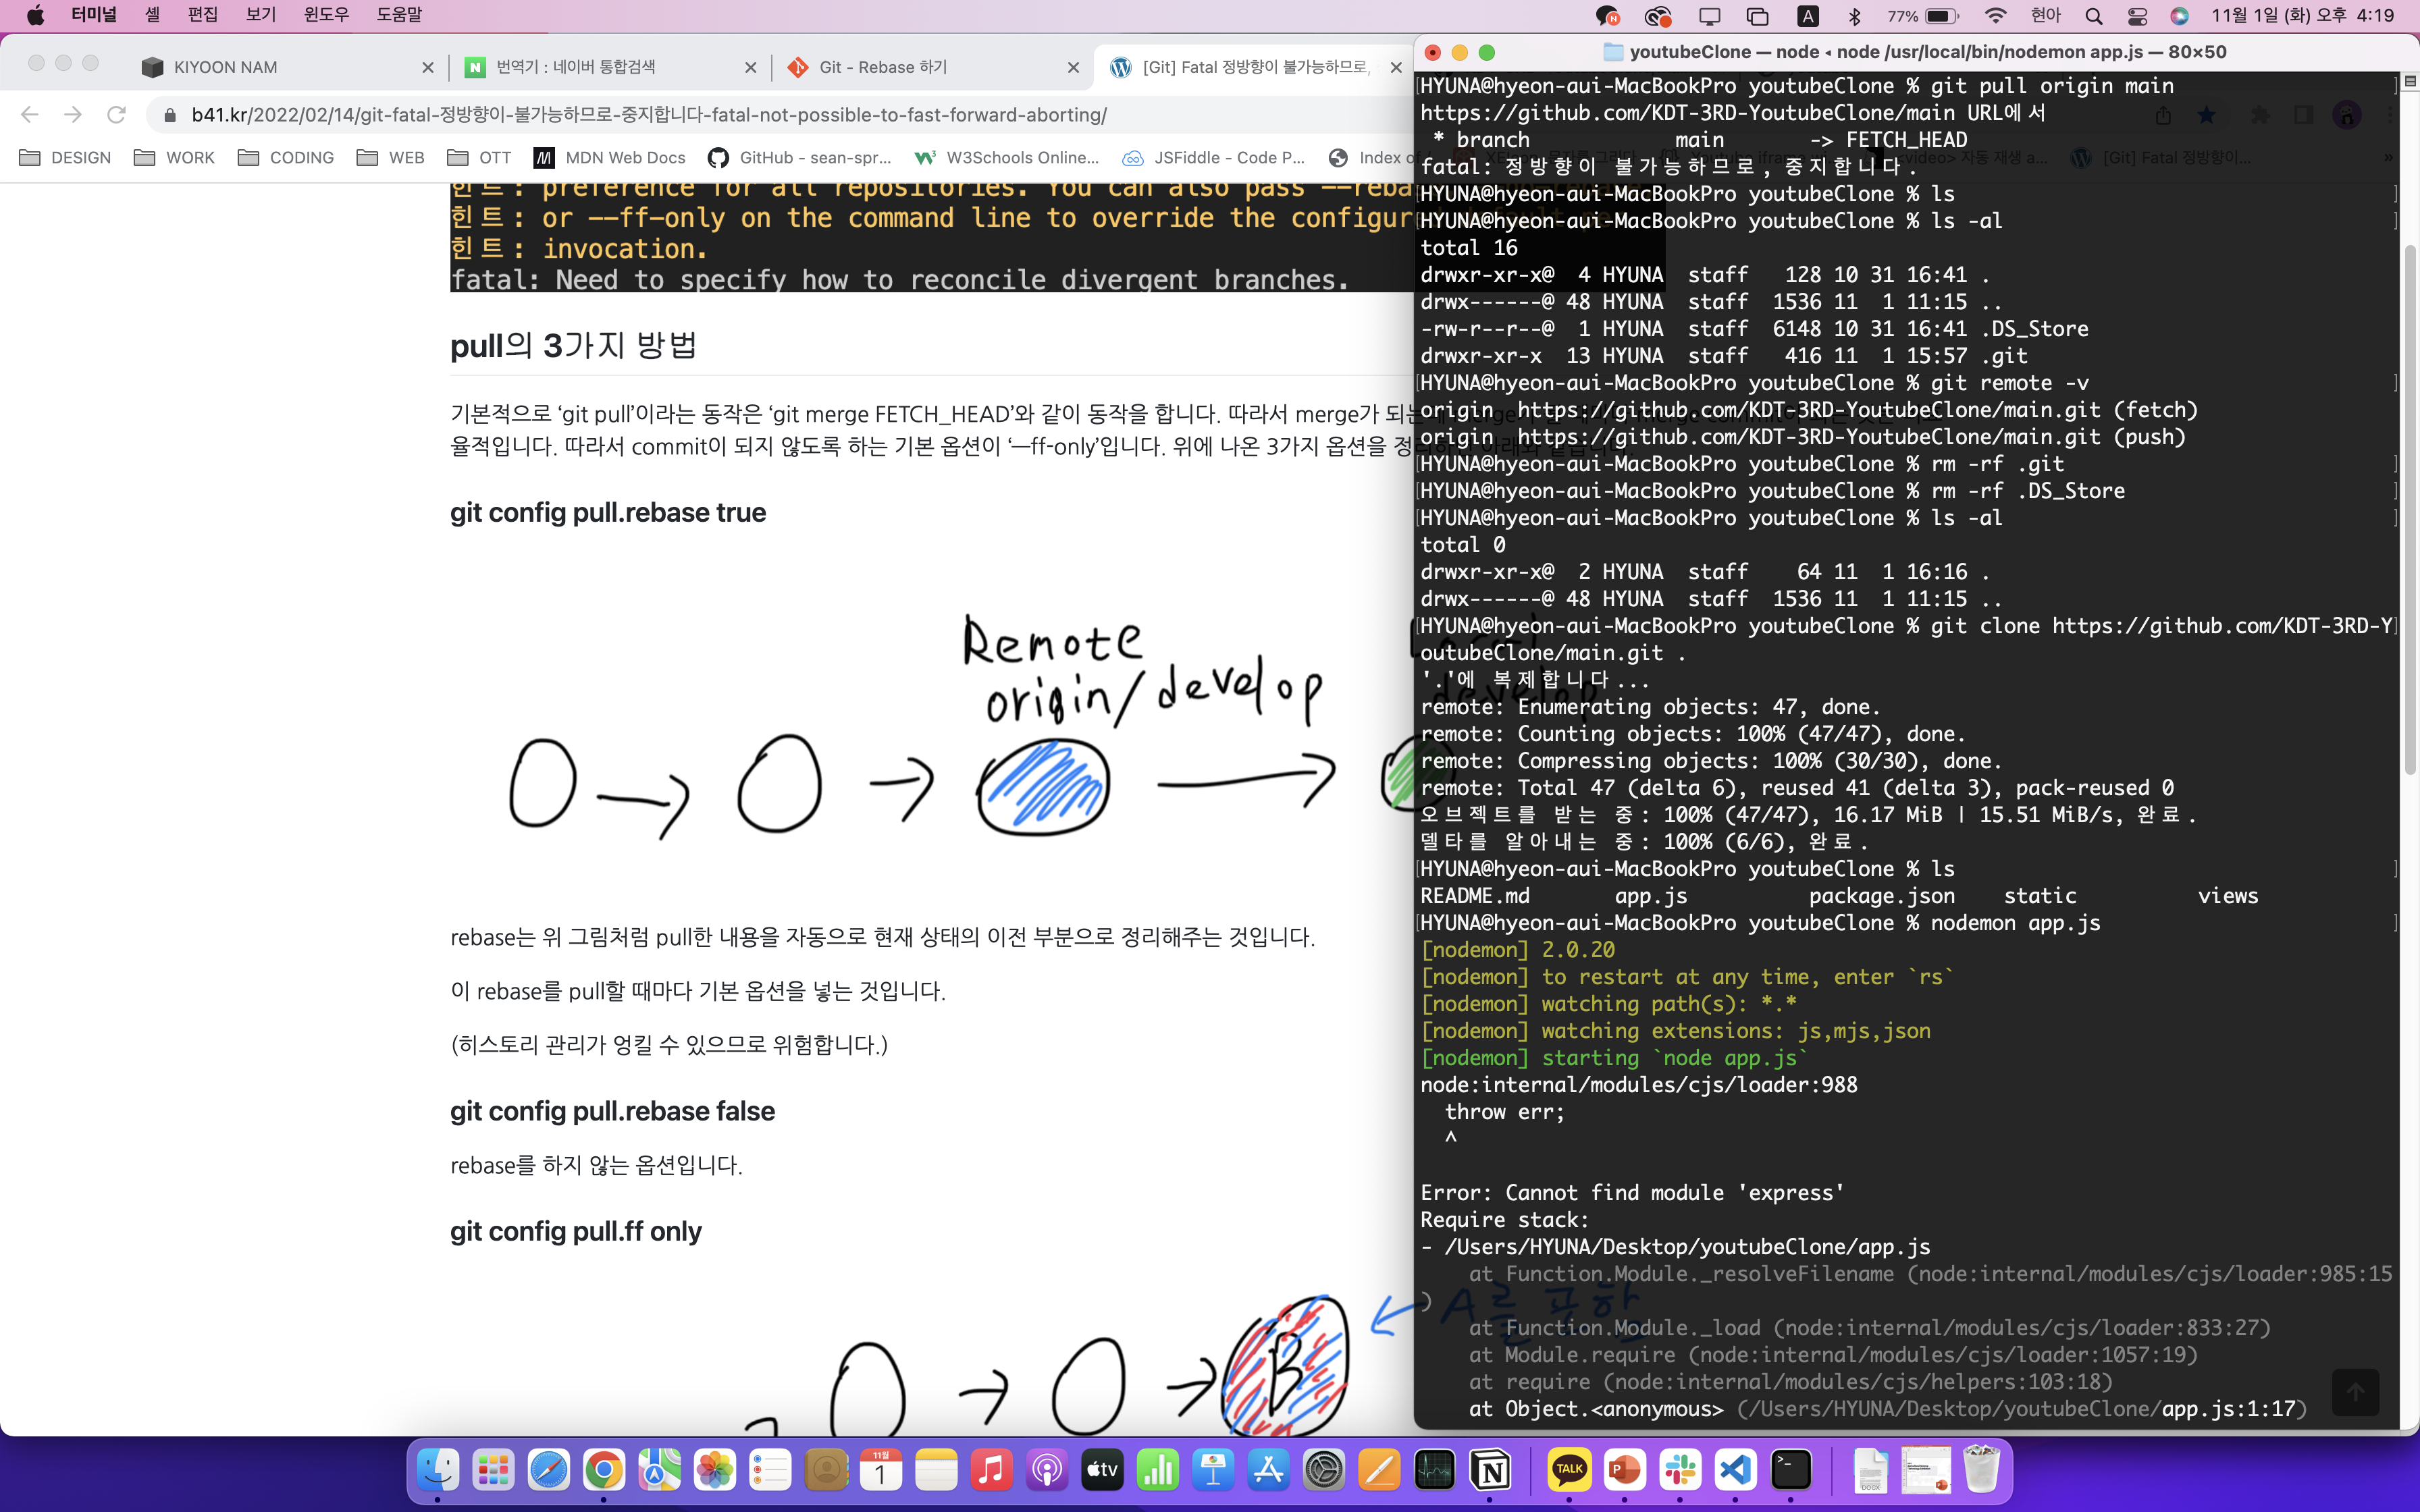 터미널 셸 편집 보기 윈도우 도움말
77% 현아 11월 1일 (화) 오후 4:19
KIYOON NAM
번역기 : 네이버 통합검색
Git - Rebase 하기
[Git] Fatal 정방향이 불가능하므로,
b41.kr/2022/02/14/git-fatal-정방향이-불가능하므로-중지합니다-fatal-not-possible-to-fast-forward-aborting/
DESIGN WORK CODING WEB OTT MDN Web Docs GitHub - sean-spr... W3Schools Online... JSFiddle - Code P... Index o
힌트: preference for all repositories. You can also pass --reba
힌트: or --ff-only on the command line to override the configur
힌트: invocation.
fatal: Need to specify how to reconcile divergent branches.
pull의 3가지 방법
기본적으로 ‘git pull’이라는 동작은 ‘git merge FETCH_HEAD’와 같이 동작을 합니다. 따라서 merge가 되는
율적입니다. 따라서 commit이 되지 않도록 하는 기본 옵션이 ‘—ff-only’입니다. 위에 나온 3가지 옵션을 정
git config pull.rebase true
Remote
origin/develop
Local
develop
rebase는 위 그림처럼 pull한 내용을 자동으로 현재 상태의 이전 부분으로 정리해주는 것입니다.
이 rebase를 pull할 때마다 기본 옵션을 넣는 것입니다.
(히스토리 관리가 엉킬 수 있으므로 위험합니다.)
git config pull.rebase false
rebase를 하지 않는 옵션입니다.
git config pull.ff only
B
A를 포함
youtubeClone — node ◂ node /usr/local/bin/nodemon app.js — 80×50
HYUNA@hyeon-aui-MacBookPro youtubeClone % git pull origin main
https://github.com/KDT-3RD-YoutubeClone/main URL에서
 * branch            main       -> FETCH_HEAD
fatal: 정방향이 불가능하므로, 중지합니다.
HYUNA@hyeon-aui-MacBookPro youtubeClone % ls
HYUNA@hyeon-aui-MacBookPro youtubeClone % ls -al
total 16
drwxr-xr-x@  4 HYUNA  staff   128 10 31 16:41 .
drwx------@ 48 HYUNA  staff  1536 11  1 11:15 ..
-rw-r--r--@  1 HYUNA  staff  6148 10 31 16:41 .DS_Store
drwxr-xr-x  13 HYUNA  staff   416 11  1 15:57 .git
HYUNA@hyeon-aui-MacBookPro youtubeClone % git remote -v
origin  https://github.com/KDT-3RD-YoutubeClone/main.git (fetch)
origin  https://github.com/KDT-3RD-YoutubeClone/main.git (push)
HYUNA@hyeon-aui-MacBookPro youtubeClone % rm -rf .git
HYUNA@hyeon-aui-MacBookPro youtubeClone % rm -rf .DS_Store
HYUNA@hyeon-aui-MacBookPro youtubeClone % ls -al
total 0
drwxr-xr-x@  2 HYUNA  staff    64 11  1 16:16 .
drwx------@ 48 HYUNA  staff  1536 11  1 11:15 ..
HYUNA@hyeon-aui-MacBookPro youtubeClone % git clone https://github.com/KDT-3RD-Y
outubeClone/main.git .
'.'에 복제합니다...
remote: Enumerating objects: 47, done.
remote: Counting objects: 100% (47/47), done.
remote: Compressing objects: 100% (30/30), done.
remote: Total 47 (delta 6), reused 41 (delta 3), pack-reused 0
오브젝트를 받는 중: 100% (47/47), 16.17 MiB | 15.51 MiB/s, 완료.
델타를 알아내는 중: 100% (6/6), 완료.
HYUNA@hyeon-aui-MacBookPro youtubeClone % ls
README.md       app.js          package.json    static          views
HYUNA@hyeon-aui-MacBookPro youtubeClone % nodemon app.js
[nodemon] 2.0.20
[nodemon] to restart at any time, enter `rs`
[nodemon] watching path(s): *.*
[nodemon] watching extensions: js,mjs,json
[nodemon] starting `node app.js`
node:internal/modules/cjs/loader:988
  throw err;
  ^
Error: Cannot find module 'express'
Require stack:
- /Users/HYUNA/Desktop/youtubeClone/app.js
    at Function.Module._resolveFilename (node:internal/modules/cjs/loader:985:15
)
    at Function.Module._load (node:internal/modules/cjs/loader:833:27)
    at Module.require (node:internal/modules/cjs/loader:1057:19)
    at require (node:internal/modules/cjs/helpers:103:18)
    at Object.<anonymous> (/Users/HYUNA/Desktop/youtubeClone/app.js:1:17)
11월
1
tv
TALK